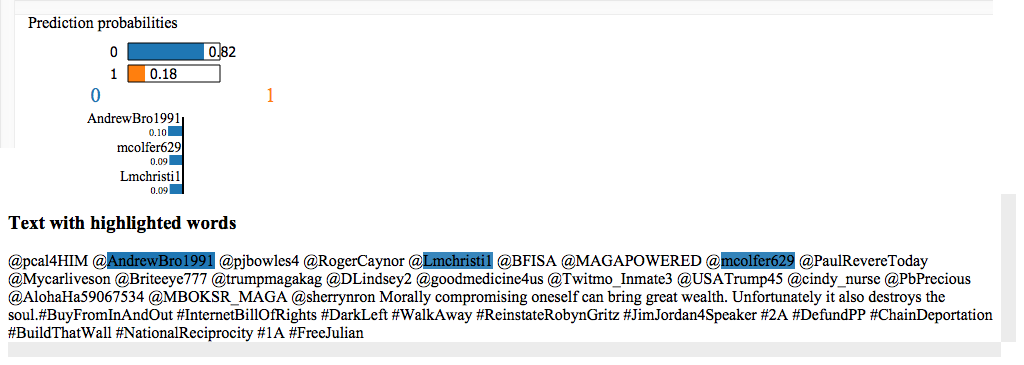 Prediction probabilities
0 0.82
1 0.18
0 1
AndrewBro1991
0.10
mcolfer629
0.09
Lmchristi1
0.09
Text with highlighted words
@pcal4HIM @AndrewBro1991 @pjbowles4 @RogerCaynor @Lmchristi1 @BFISA @MAGAPOWERED @mcolfer629 @PaulRevereToday
@Mycarliveson @Briteeye777 @trumpmagakag @DLindsey2 @goodmedicine4us @Twitmo_Inmate3 @USATrump45 @cindy_nurse @PbPrecious
@AlohaHa59067534 @MBOKSR_MAGA @sherrynron Morally compromising oneself can bring great wealth. Unfortunately it also destroys the
soul.#BuyFromInAndOut #InternetBillOfRights #DarkLeft #WalkAway #ReinstateRobynGritz #JimJordan4Speaker #2A #DefundPP #ChainDeportation
#BuildThatWall #NationalReciprocity #1A #FreeJulian